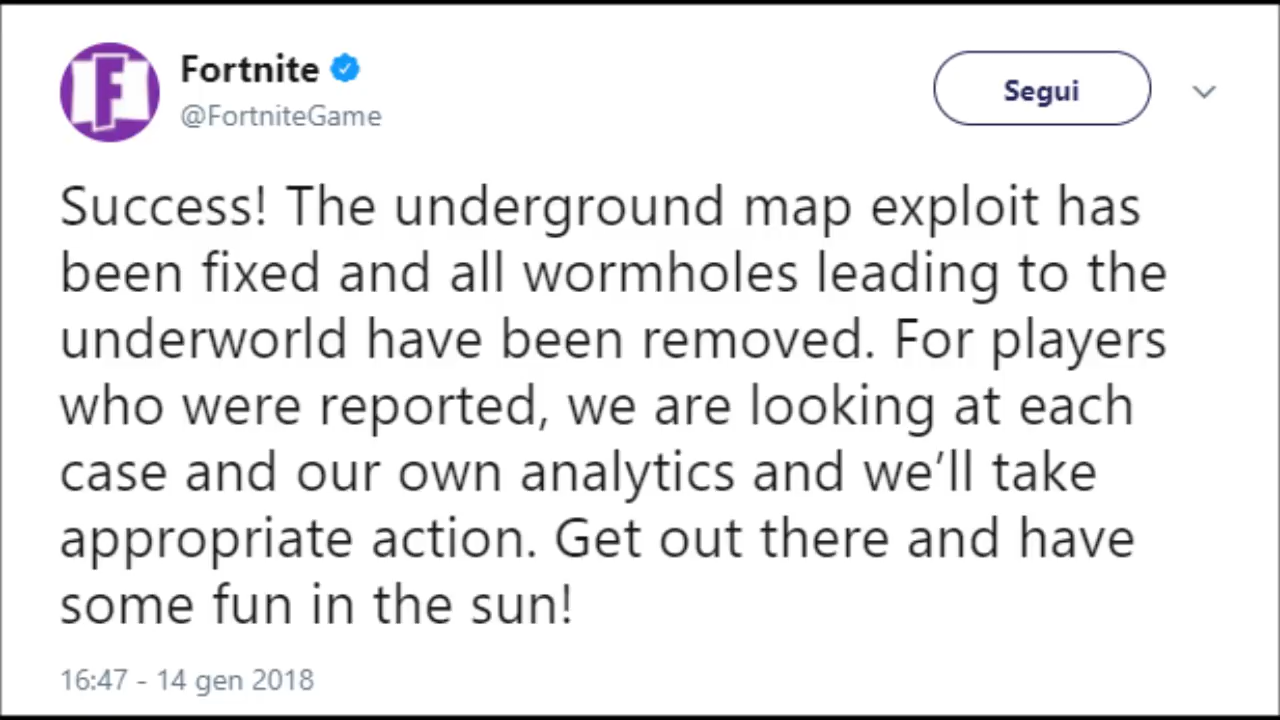 Fortnite
@FortniteGame
Segui
Success! The underground map exploit has
been fixed and all wormholes leading to the
underworld have been removed. For players
who were reported, we are looking at each
case and our own analytics and we’ll take
appropriate action. Get out there and have
some fun in the sun!
16:47 - 14 gen 2018